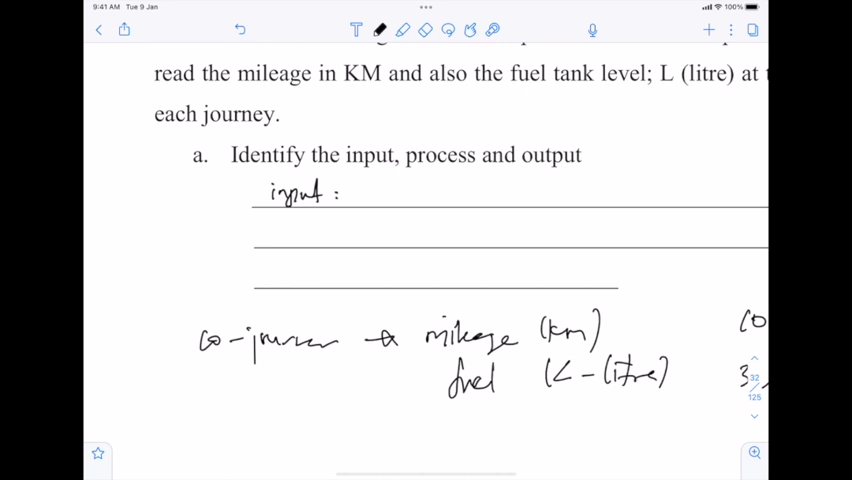 9:41 AM Tue 9 Jan
100%
read the mileage in KM and also the fuel tank level; L (litre) at
each journey.
a. Identify the input, process and output
input :
mileage (km)
fuel (L - litre)
32
125